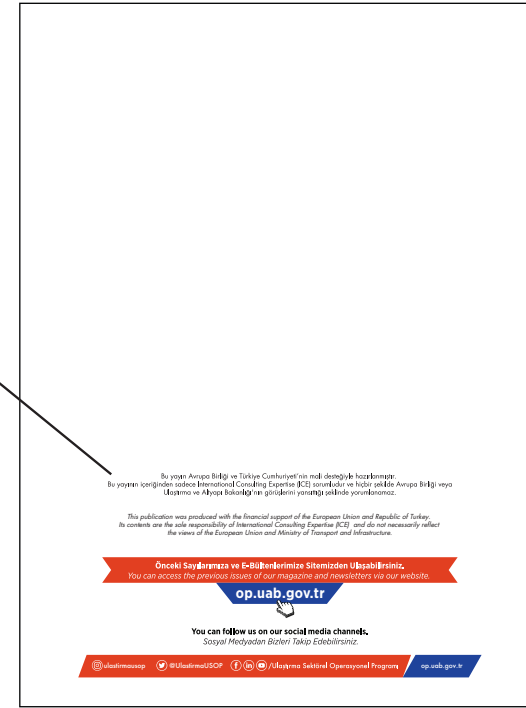 Bu yayın Avrupa Birliği ve Türkiye Cumhuriyeti'nin mali desteğiyle hazırlanmıştır.
Bu yayının içeriğinden sadece International Consulting Expertise (ICE) sorumludur ve hiçbir şekilde Avrupa Birliği veya
Ulaştırma ve Altyapı Bakanlığı'nın görüşlerini yansıttığı şeklinde yorumlanamaz.
This publication was produced with the financial support of the European Union and Republic of Turkey.
Its contents are the sole responsibility of International Consulting Expertise (ICE) and do not necessarily reflect
the views of the European Union and Ministry of Transport and Infrastructure.
Önceki Sayılarımıza ve E-Bültenlerimize Sitemizden Ulaşabilirsiniz.
You can access the previous issues of our magazine and newsletters via our website.
op.uab.gov.tr
You can follow us on our social media channels.
Sosyal Medyadan Bizleri Takip Edebilirsiniz.
ulastirmausop @UlastirmaUSOP /Ulaştırma Sektörel Operasyonel Programı op.uab.gov.tr